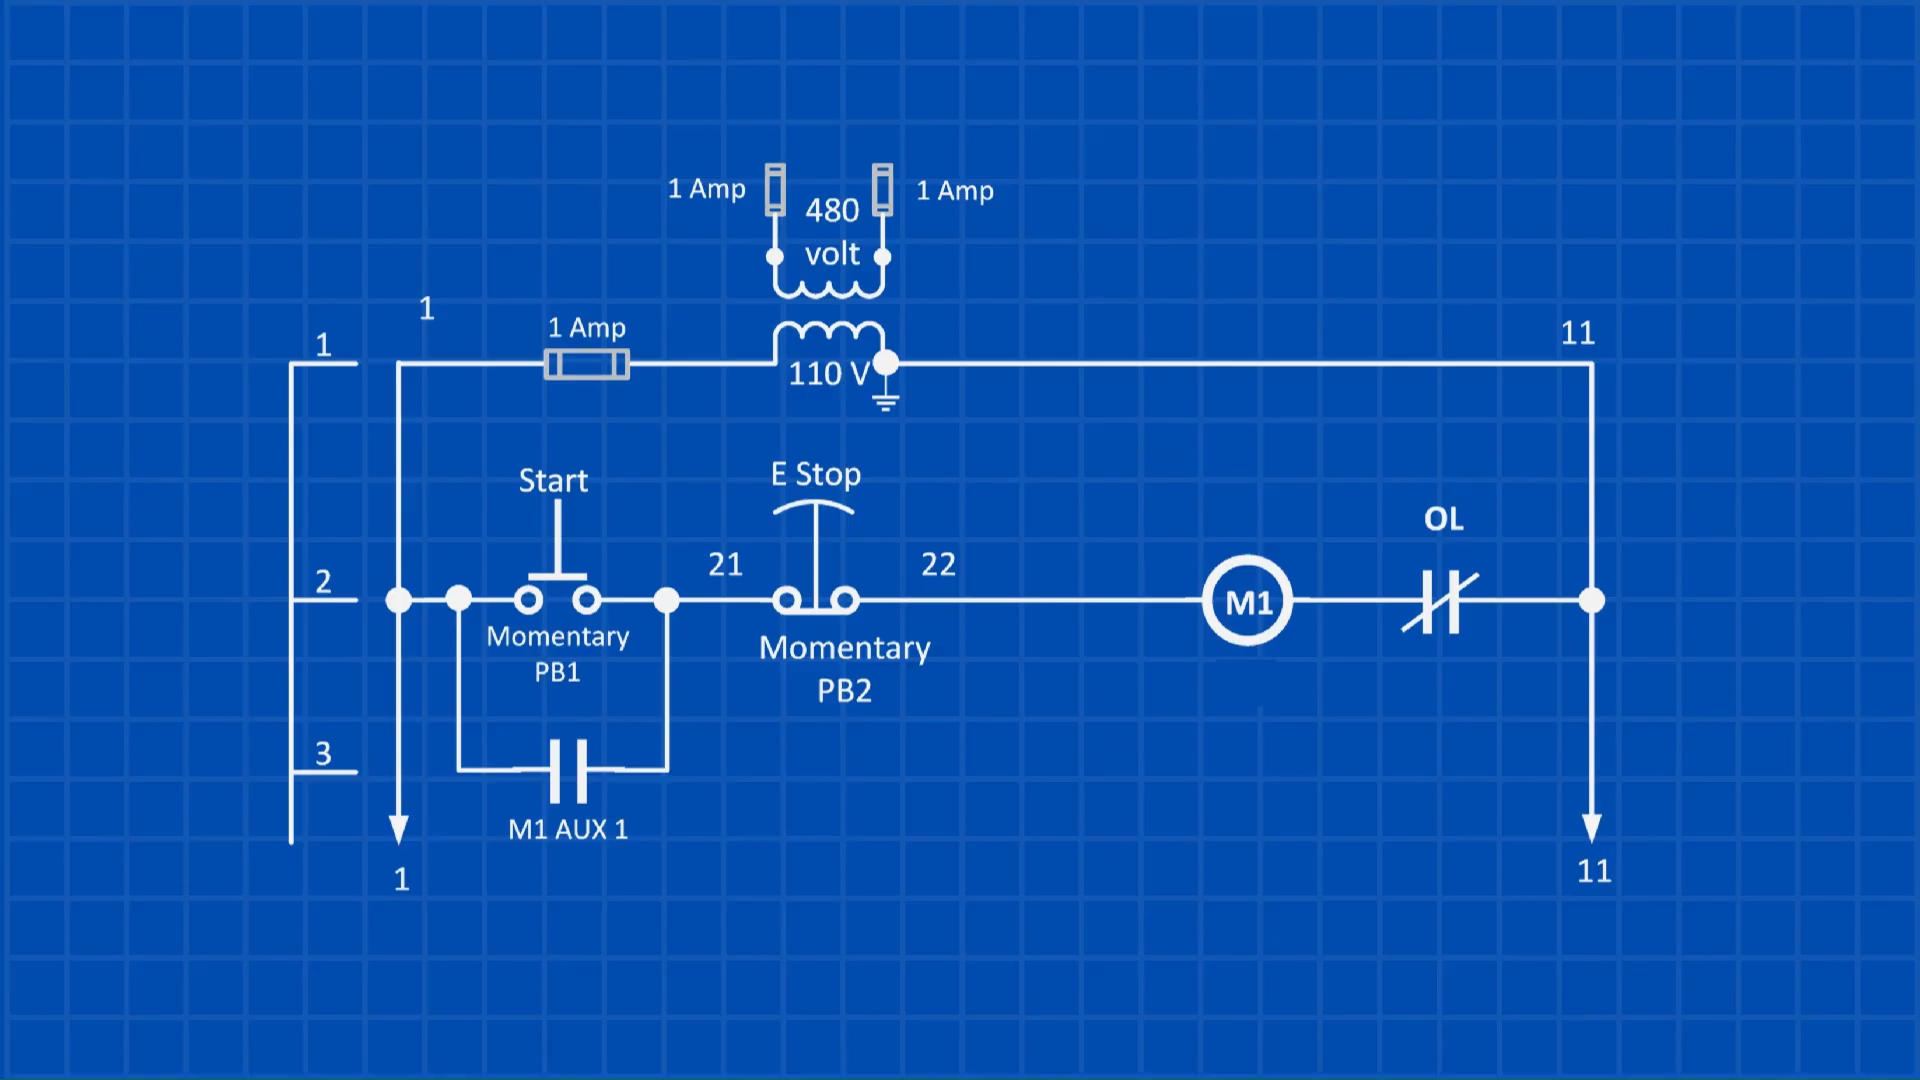 1 Amp
480
volt
1 Amp
1
1
1 Amp
110 V
11
Start
E Stop
2
21
22
OL
M1
Momentary
PB1
Momentary
PB2
3
M1 AUX 1
1
11